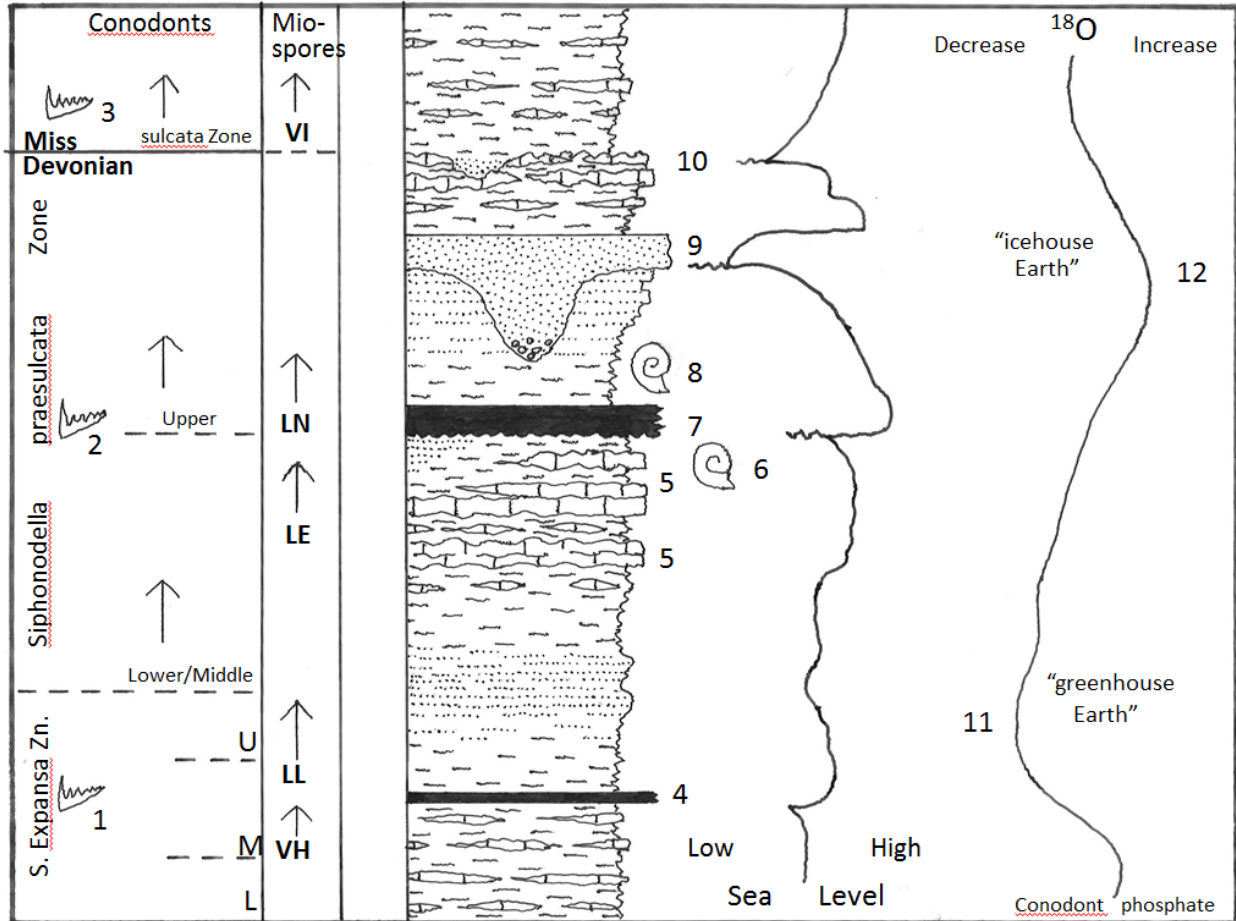 Conodonts
Mio-
spores
18O
Decrease
Increase
3
Miss
sulcata Zone
VI
Devonian
10
Zone
9
"icehouse
Earth"
12
praesulcata
8
Upper
2
LN
7
6
5
LE
5
Siphonodella
Lower/Middle
"greenhouse
Earth"
11
S. Expansa Zn.
U
LL
1
4
M
VH
Low
High
L
Sea
Level
Conodont phosphate